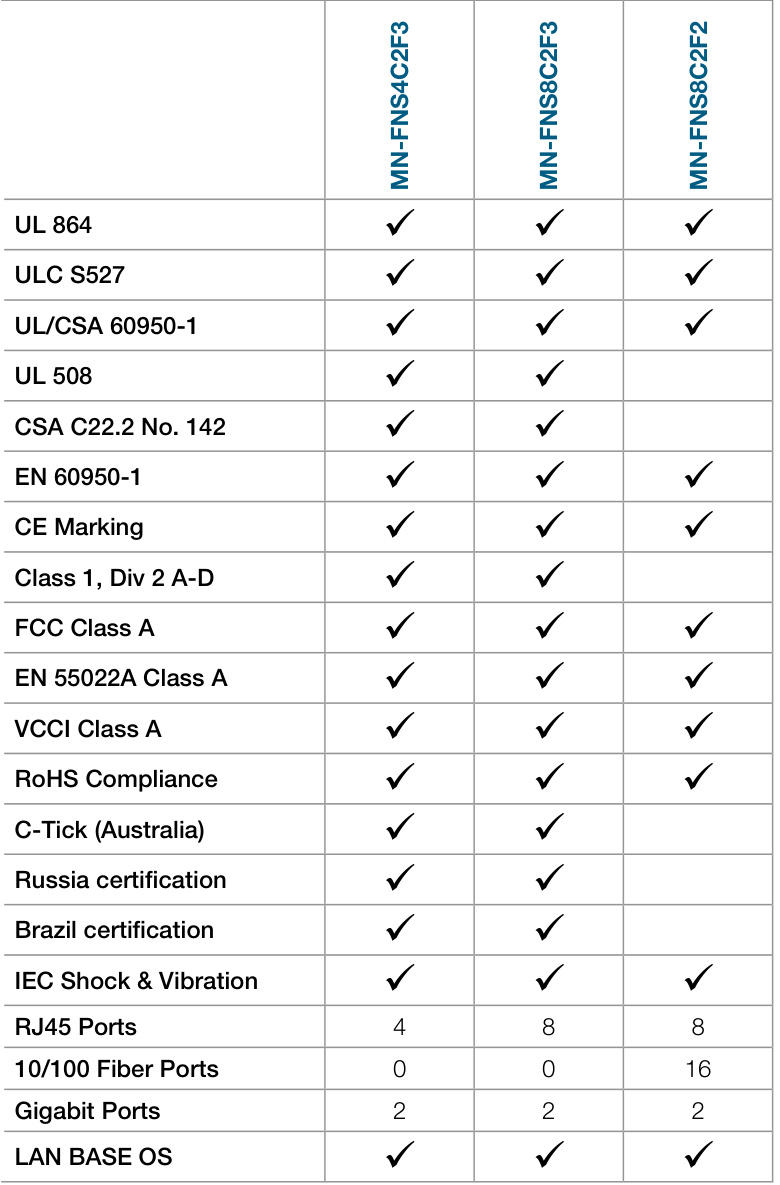 MN-FNS4C2F3 MN-FNS8C2F3 MN-FNS8C2F2
UL 864 ✓ ✓ ✓
ULC S527 ✓ ✓ ✓
UL/CSA 60950-1 ✓ ✓ ✓
UL 508 ✓ ✓
CSA C22.2 No. 142 ✓ ✓
EN 60950-1 ✓ ✓ ✓
CE Marking ✓ ✓ ✓
Class 1, Div 2 A-D ✓ ✓
FCC Class A ✓ ✓ ✓
EN 55022A Class A ✓ ✓ ✓
VCCI Class A ✓ ✓ ✓
RoHS Compliance ✓ ✓ ✓
C-Tick (Australia) ✓ ✓
Russia certification ✓ ✓
Brazil certification ✓ ✓
IEC Shock & Vibration ✓ ✓ ✓
RJ45 Ports 4 8 8
10/100 Fiber Ports 0 0 16
Gigabit Ports 2 2 2
LAN BASE OS ✓ ✓ ✓